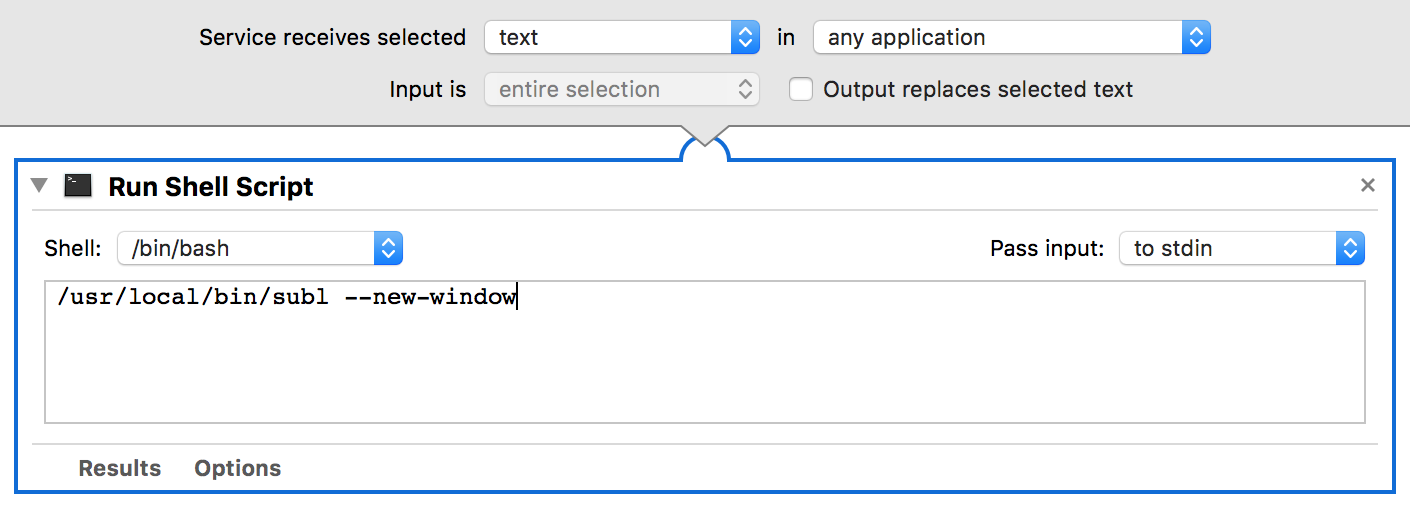 Service receives selected text in any application
Input is entire selection Output replaces selected text
Run Shell Script
Shell: /bin/bash Pass input: to stdin
/usr/local/bin/subl --new-window
Results Options